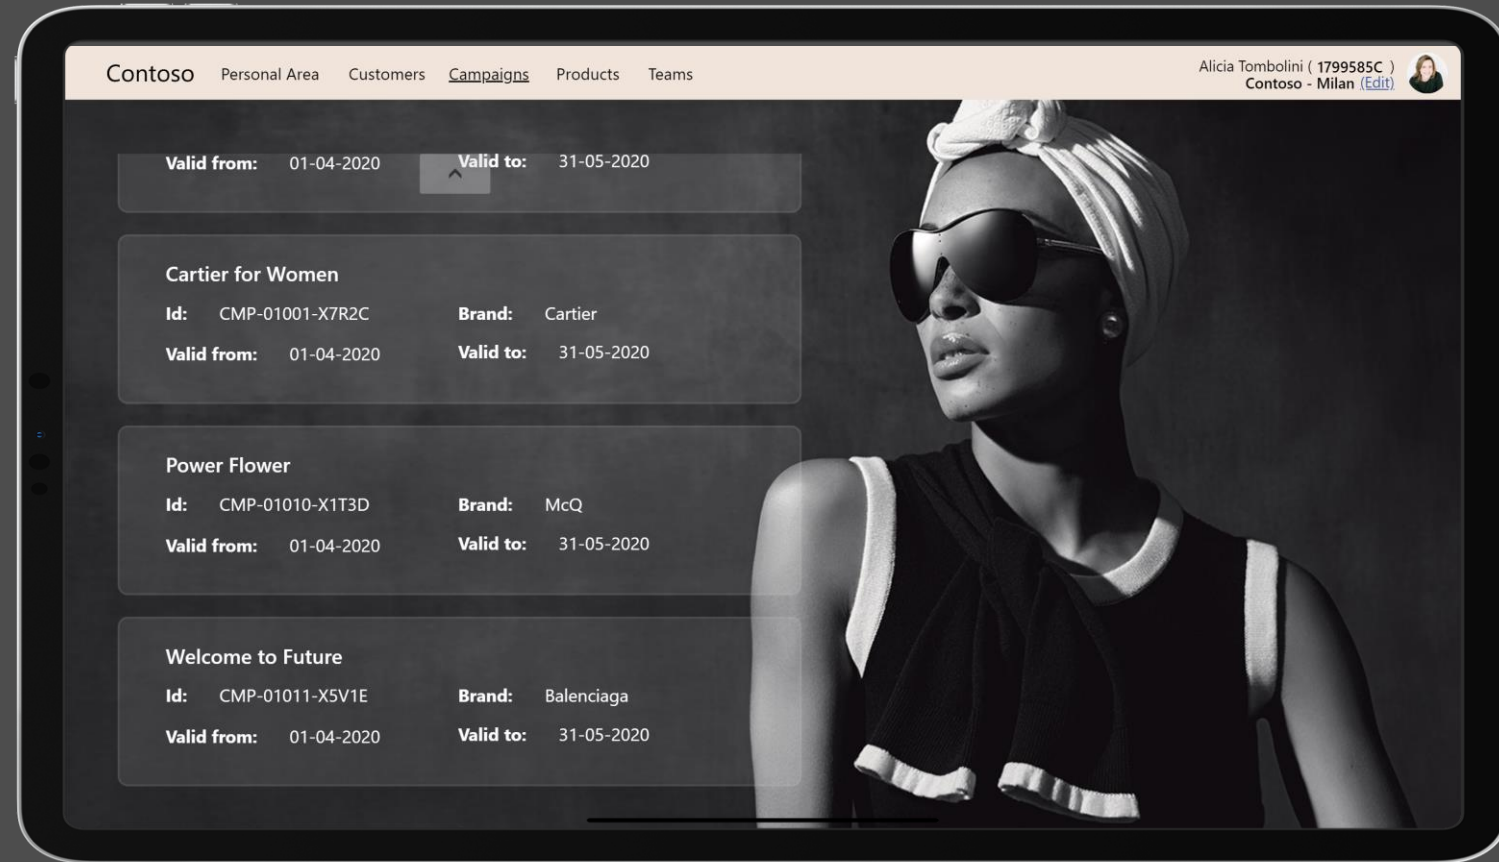 Contoso Personal Area Customers Campaigns Products Teams
Alicia Tombolini ( 1799585C )
Contoso - Milan (Edit)
Valid from: 01-04-2020 Valid to: 31-05-2020
Cartier for Women
Id: CMP-01001-X7R2C Brand: Cartier
Valid from: 01-04-2020 Valid to: 31-05-2020
Power Flower
Id: CMP-01010-X1T3D Brand: McQ
Valid from: 01-04-2020 Valid to: 31-05-2020
Welcome to Future
Id: CMP-01011-X5V1E Brand: Balenciaga
Valid from: 01-04-2020 Valid to: 31-05-2020